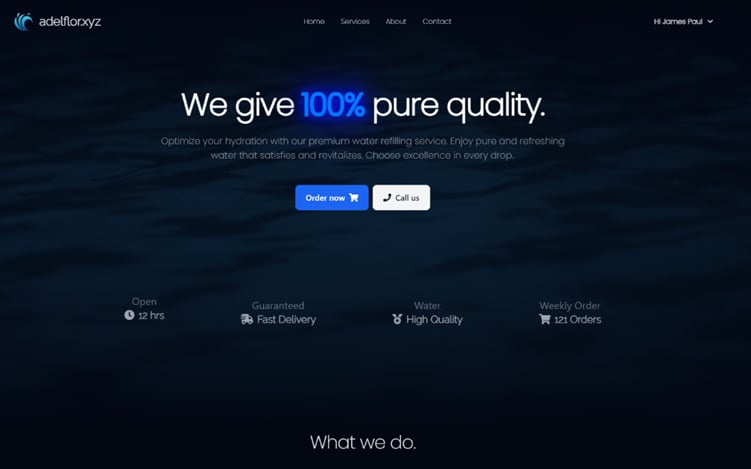 adelflorxyz
Home Services About Contact
Hi James Paul
We give 100% pure quality.
Optimize your hydration with our premium water refilling service. Enjoy pure and refreshing
water that satisfies and revitalizes. Choose excellence in every drop.
Order now Call us
Open
12 hrs
Guaranteed
Fast Delivery
Water
High Quality
Weekly Order
121 Orders
What we do.